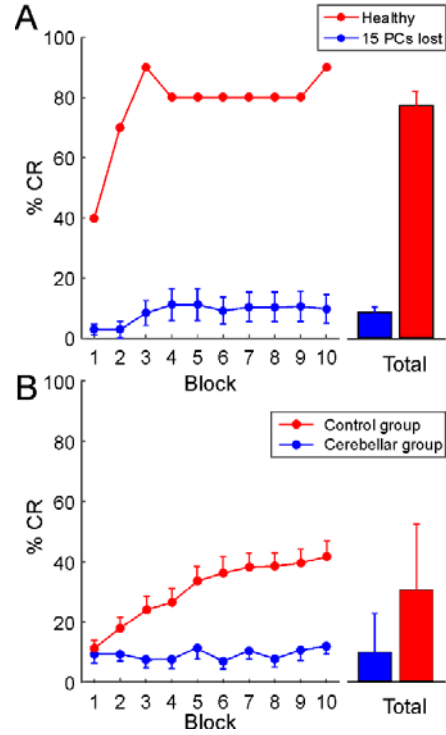 A
Healthy
15 PCs lost
% CR
100
80
60
40
20
0
1 2 3 4 5 6 7 8 9 10
Block
Total
B
Control group
Cerebellar group
% CR
100
80
60
40
20
0
1 2 3 4 5 6 7 8 9 10
Block
Total